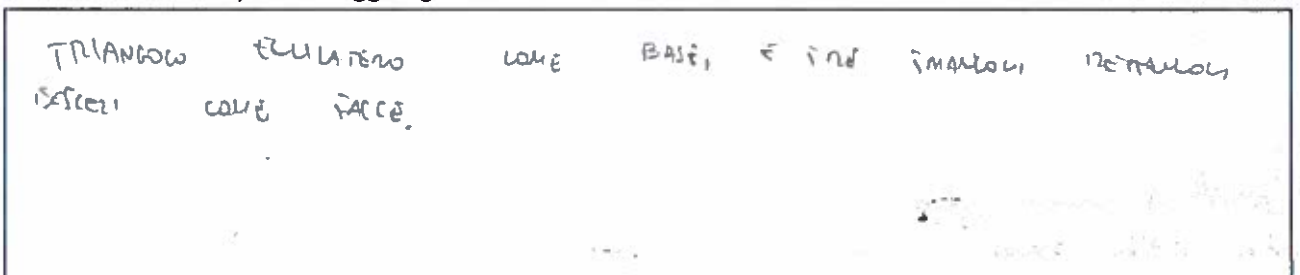 TRIANGOLO EQUILATERO COME BASE, E TRE TRIANGOLI RETTANGOLI
ISOSCELI COME FACCE.